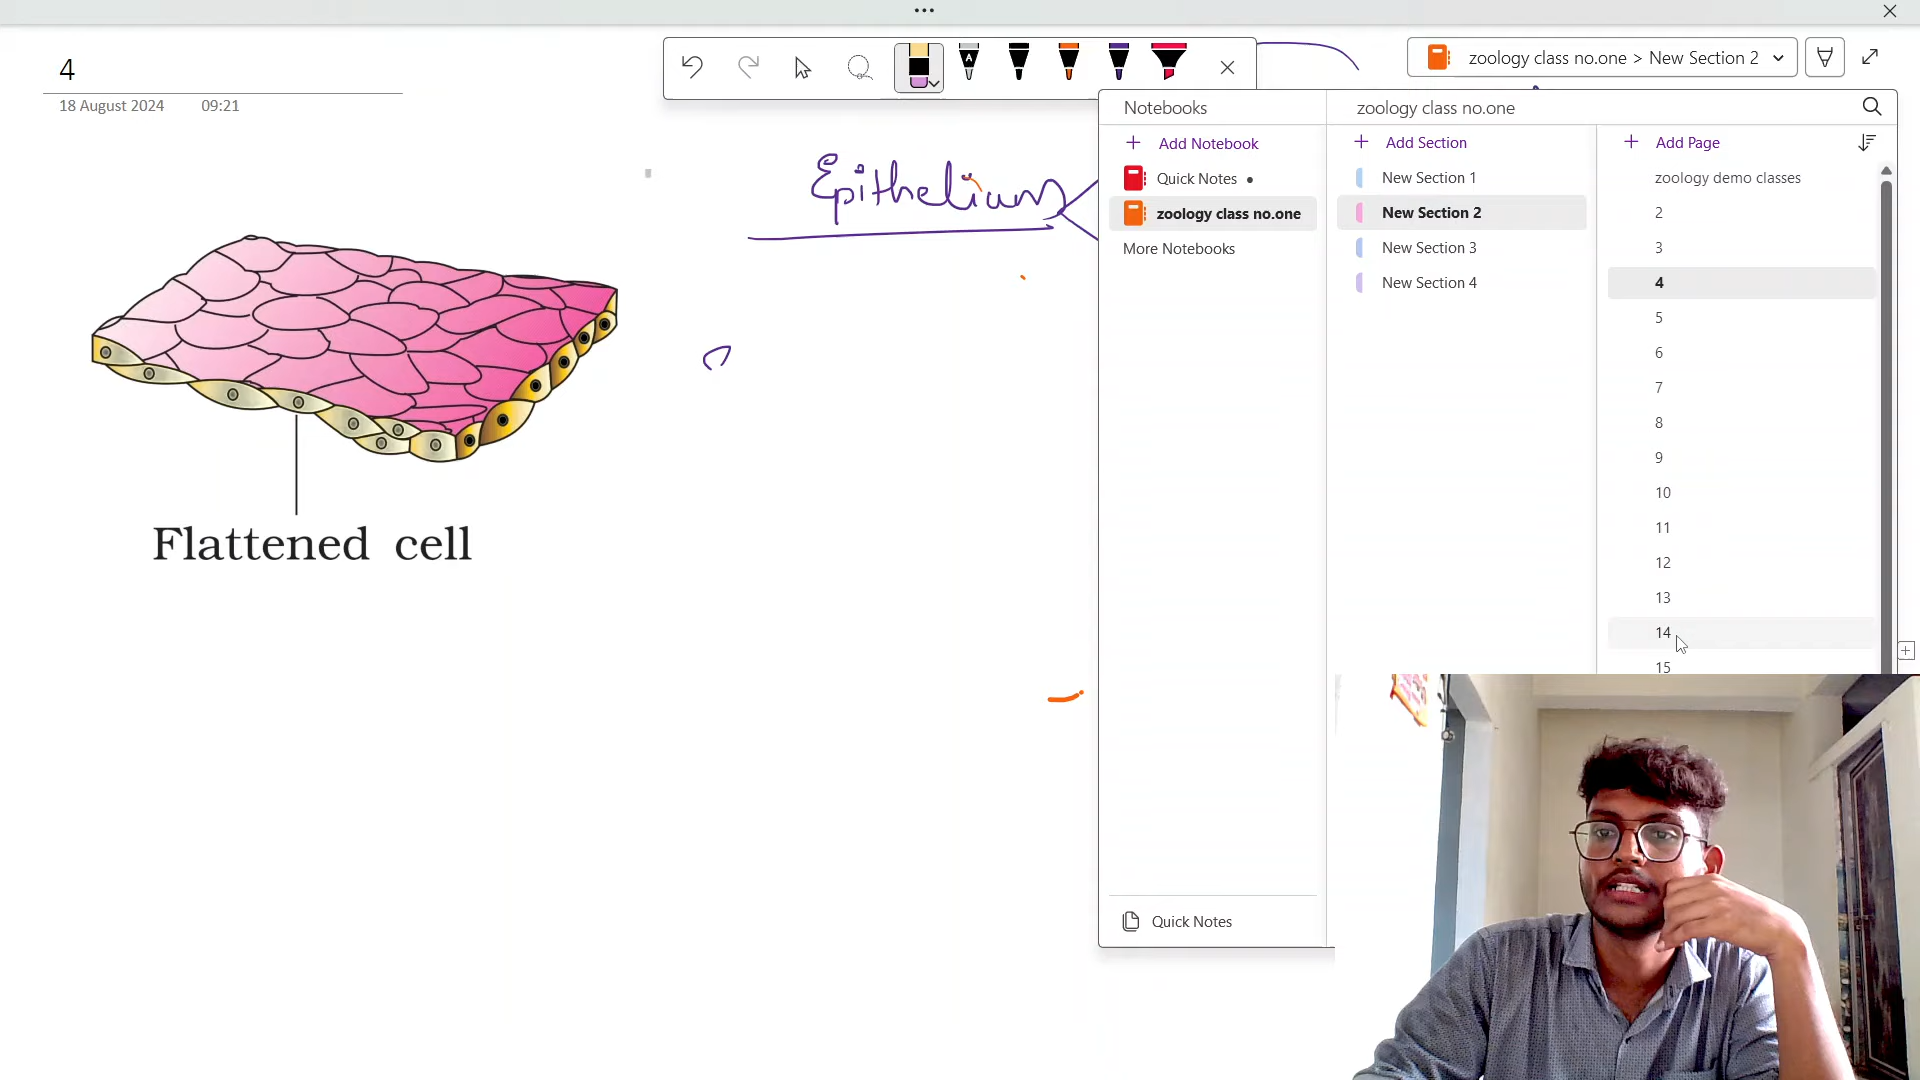 4
18 August 2024 09:21
A
zoology class no.one > New Section 2
Epithelium
Flattened cell
Notebooks
+ Add Notebook
Quick Notes
zoology class no.one
More Notebooks
Quick Notes
zoology class no.one
+ Add Section
New Section 1
New Section 2
New Section 3
New Section 4
+ Add Page
zoology demo classes
2
3
4
5
6
7
8
9
10
11
12
13
14
15